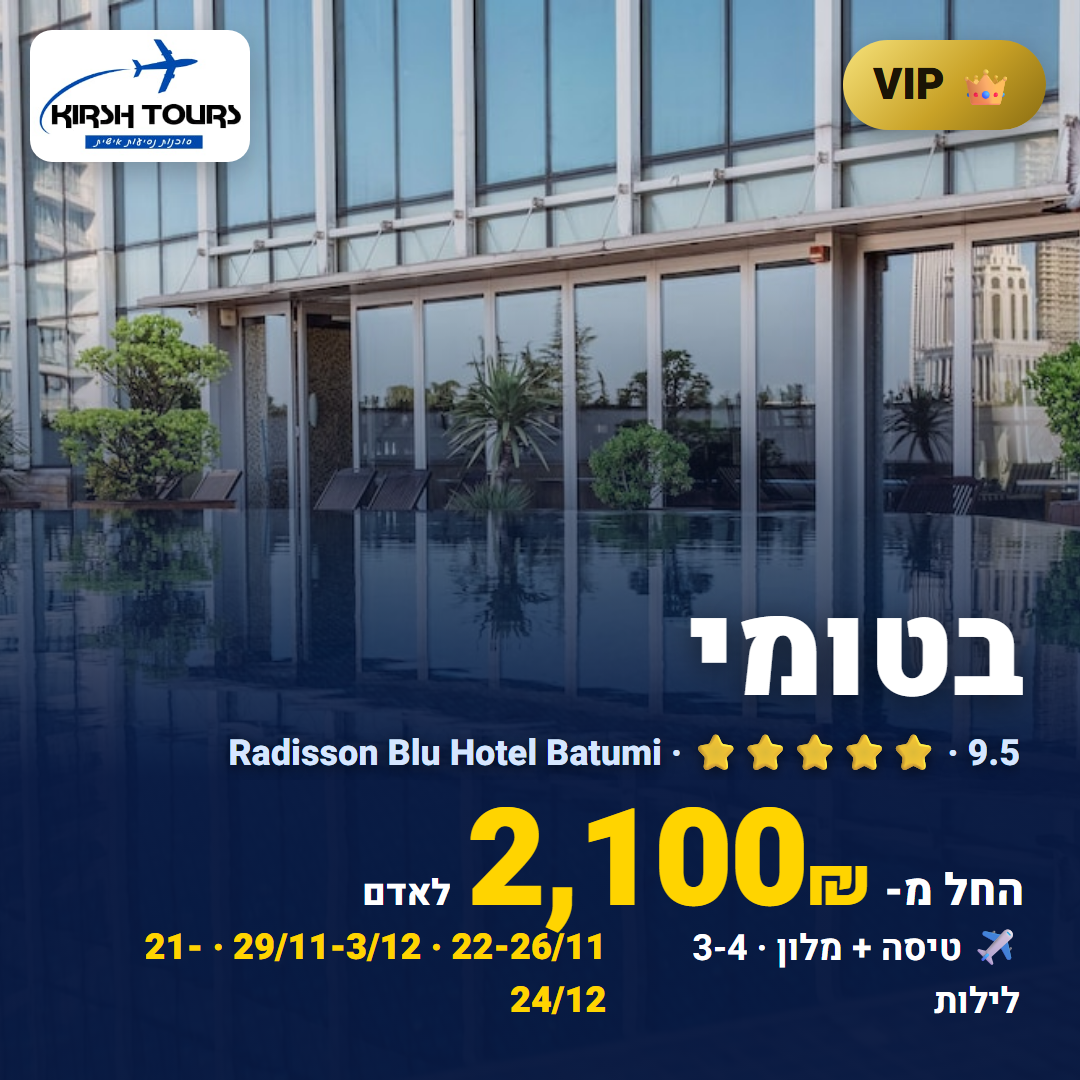 KIRSH TOURS
סוכנות נסיעות אישית
VIP
בטומי
Radisson Blu Hotel Batumi · ⭐⭐⭐⭐⭐ · 9.5
החל מ- ₪2,100 לאדם
✈️ טיסה + מלון · 3-4
לילות
22-26/11 · 29/11-3/12 · 21-
24/12